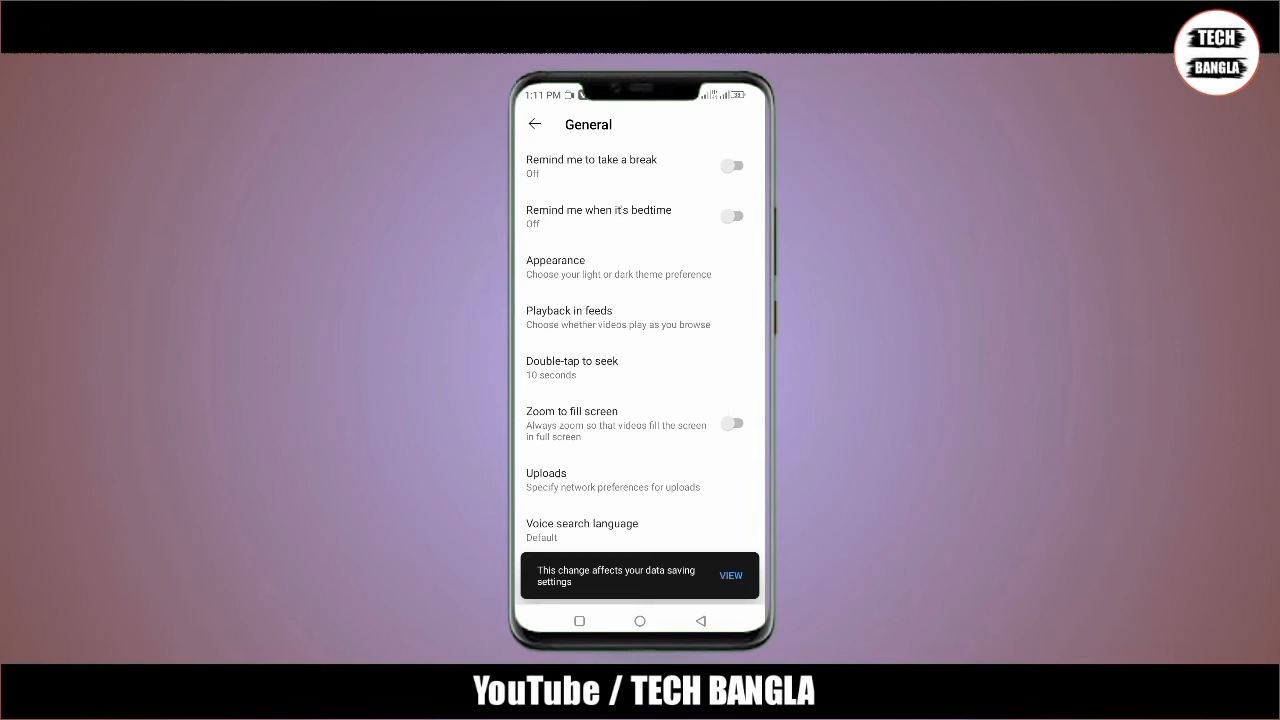 TECH
BANGLA
1:11 PM
General
Remind me to take a break
Off
Remind me when it's bedtime
Off
Appearance
Choose your light or dark theme preference
Playback in feeds
Choose whether videos play as you browse
Double-tap to seek
10 seconds
Zoom to fill screen
Always zoom so that videos fill the screen
in full screen
Uploads
Specify network preferences for uploads
Voice search language
Default
This change affects your data saving
settings
VIEW
YouTube / TECH BANGLA